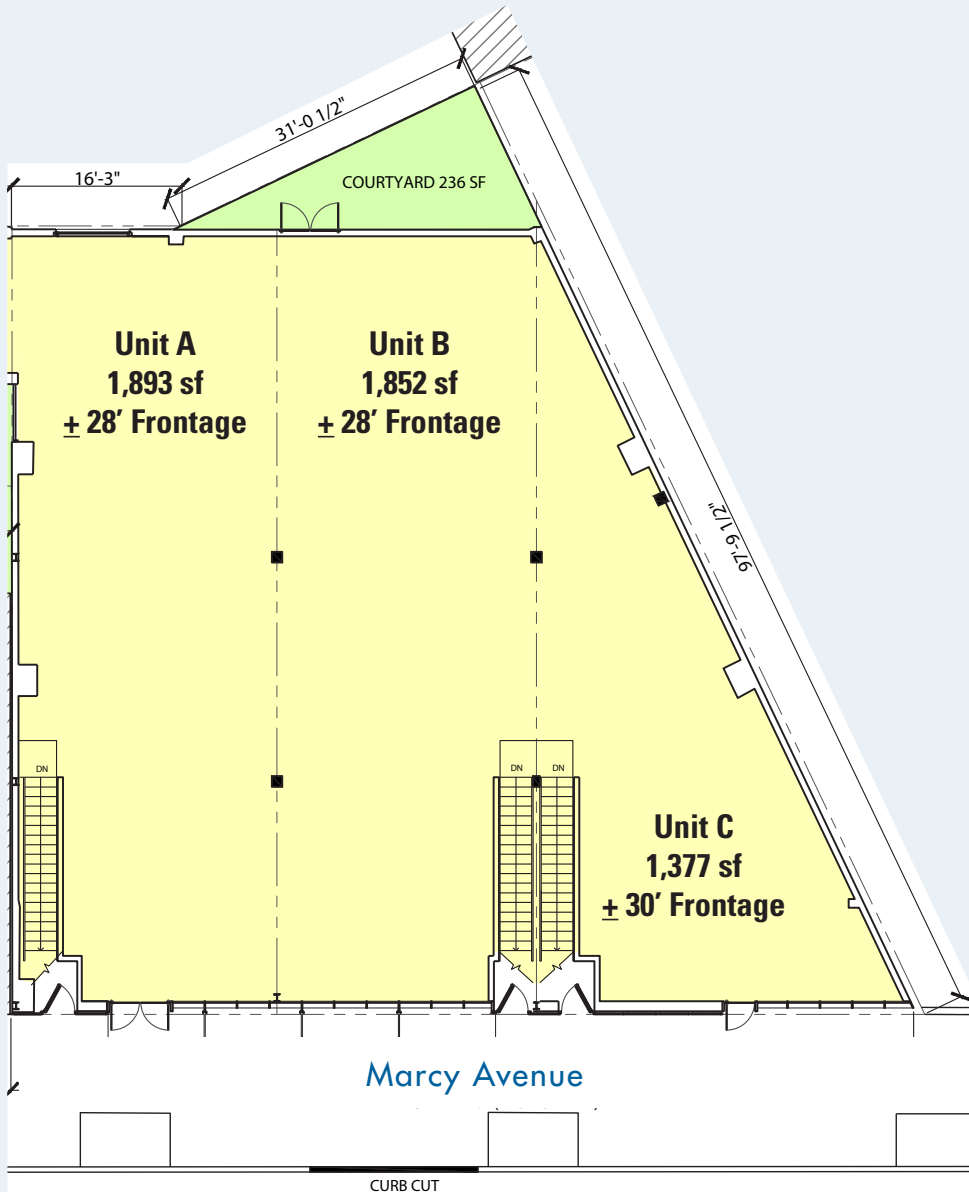 31'-0 1/2"
16'-3"
COURTYARD 236 SF
Unit A
1,893 sf
± 28’ Frontage
Unit B
1,852 sf
± 28’ Frontage
97'-9 1/2"
DN
DN
DN
Unit C
1,377 sf
± 30’ Frontage
Marcy Avenue
CURB CUT